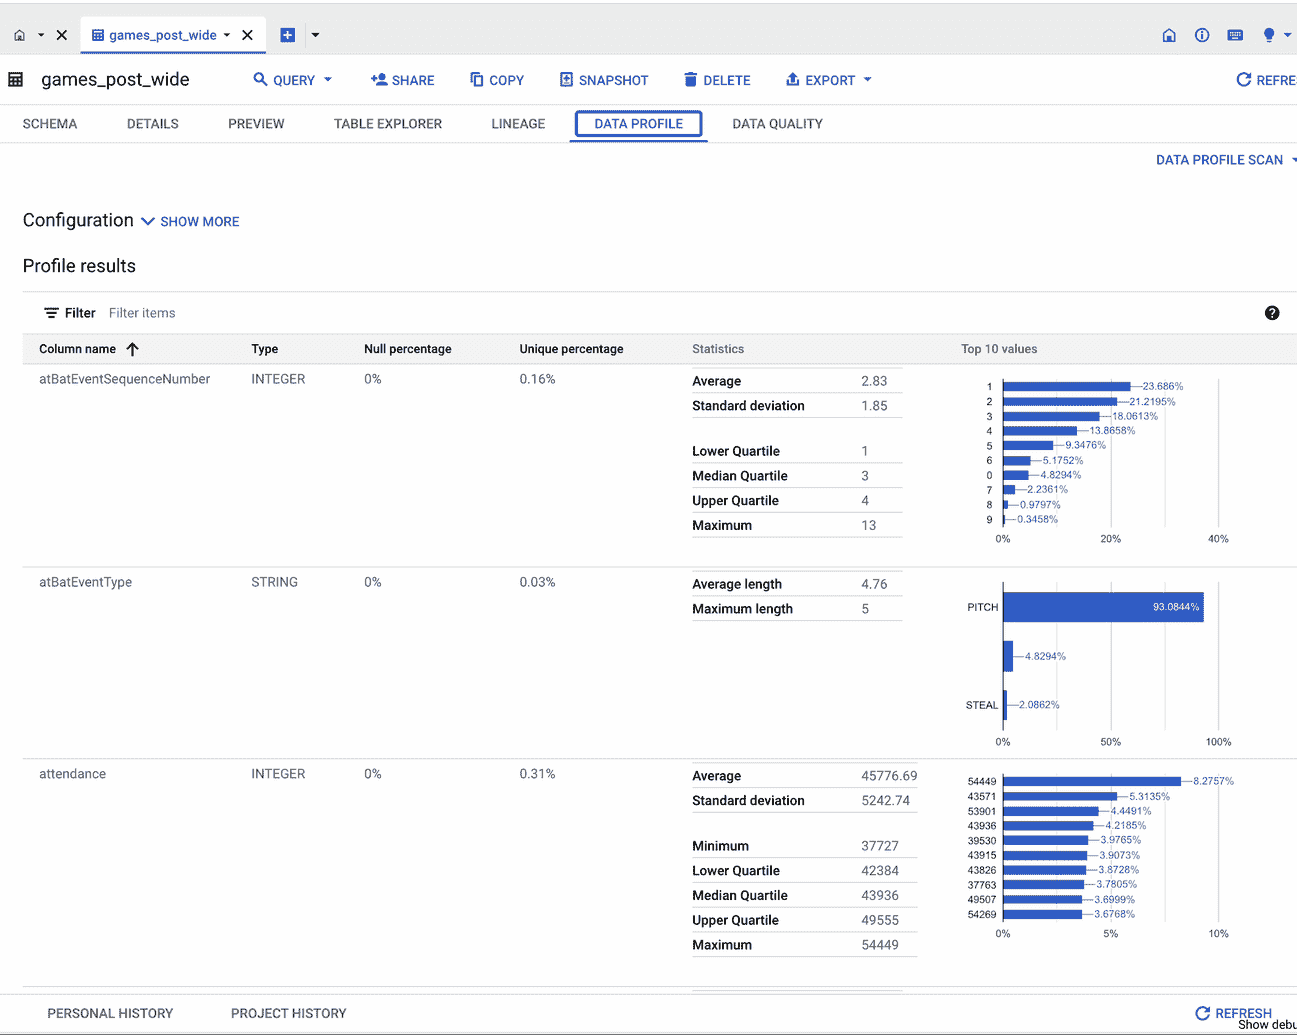 games_post_wide
games_post_wide
QUERY
SHARE
COPY
SNAPSHOT
DELETE
EXPORT
REFRE
SCHEMA
DETAILS
PREVIEW
TABLE EXPLORER
LINEAGE
DATA PROFILE
DATA QUALITY
DATA PROFILE SCAN
Configuration SHOW MORE
Profile results
Filter Filter items
Column name Type Null percentage Unique percentage Statistics Top 10 values
atBatEventSequenceNumber INTEGER 0% 0.16%
Average 2.83
Standard deviation 1.85
Lower Quartile 1
Median Quartile 3
Upper Quartile 4
Maximum 13
1 23.686%
2 21.2195%
3 18.0613%
4 13.8658%
5 9.3476%
6 5.1752%
0 4.8294%
7 2.2361%
8 0.9797%
9 0.3458%
0% 20% 40%
atBatEventType STRING 0% 0.03%
Average length 4.76
Maximum length 5
PITCH 93.0844%
4.8294%
STEAL 2.0862%
0% 50% 100%
attendance INTEGER 0% 0.31%
Average 45776.69
Standard deviation 5242.74
Minimum 37727
Lower Quartile 42384
Median Quartile 43936
Upper Quartile 49555
Maximum 54449
54449 8.2757%
43571 5.3135%
53901 4.4491%
43936 4.2185%
39530 3.9765%
43915 3.9073%
43826 3.8728%
37763 3.7805%
49507 3.6999%
54269 3.6768%
0% 5% 10%
PERSONAL HISTORY
PROJECT HISTORY
REFRESH
Show debu